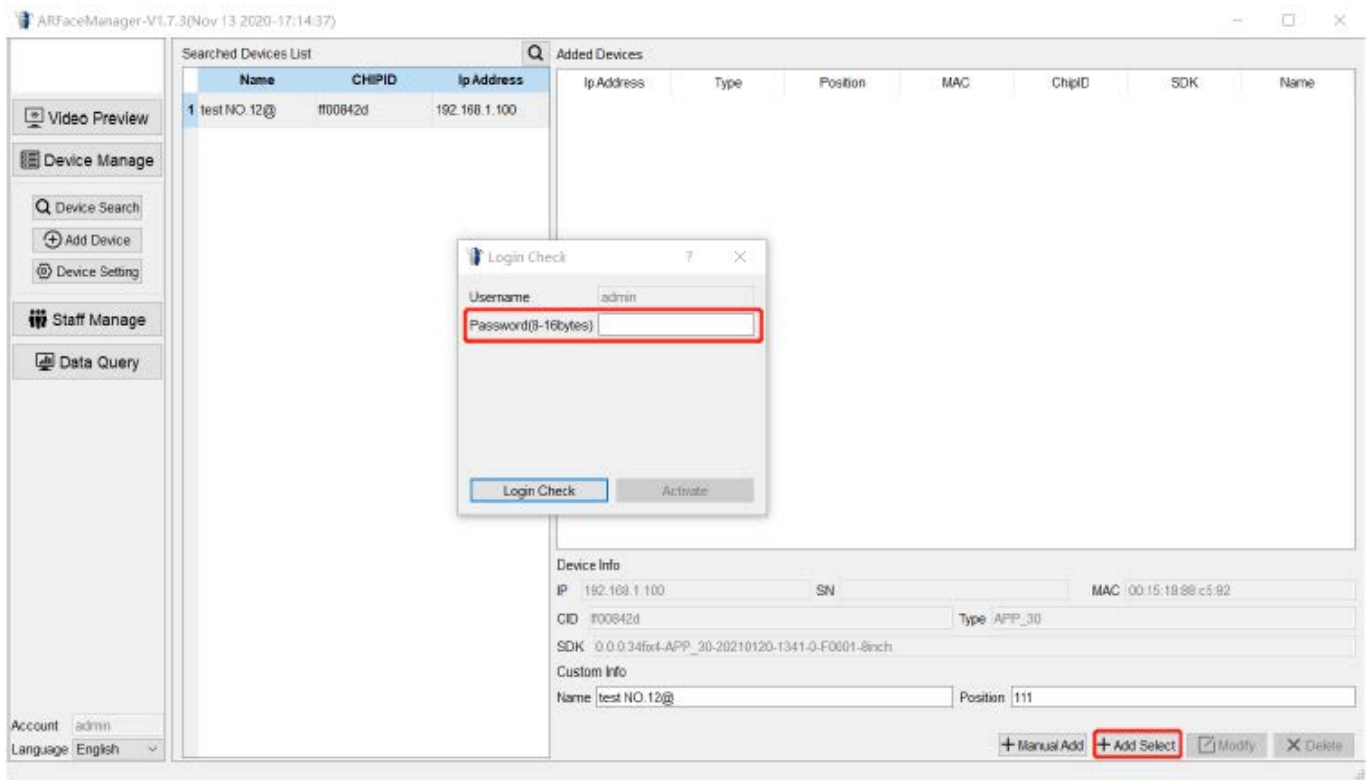 ARFaceManager-V1.7.3(Nov 13 2020-17:14:37)
Video Preview
Device Manage
Device Search
Add Device
Device Setting
Staff Manage
Data Query
Account admin
Language English
Searched Devices List
Name CHIPID Ip Address
1 test NO.12@ ff00842d 192.168.1.100
Added Devices
Ip Address Type Position MAC ChipID SDK Name
Login Check ?
Username admin
Password(8-16bytes)
Login Check Activate
Device Info
IP 192.168.1.100 SN MAC 00:15:18:88:c5:92
CID ff00842d Type APP_30
SDK 0.0.0.34fix4-APP_30-20210120-1341-0-F0001-8inch
Custom Info
Name test NO.12@ Position 111
Manual Add Add Select Modify Delete